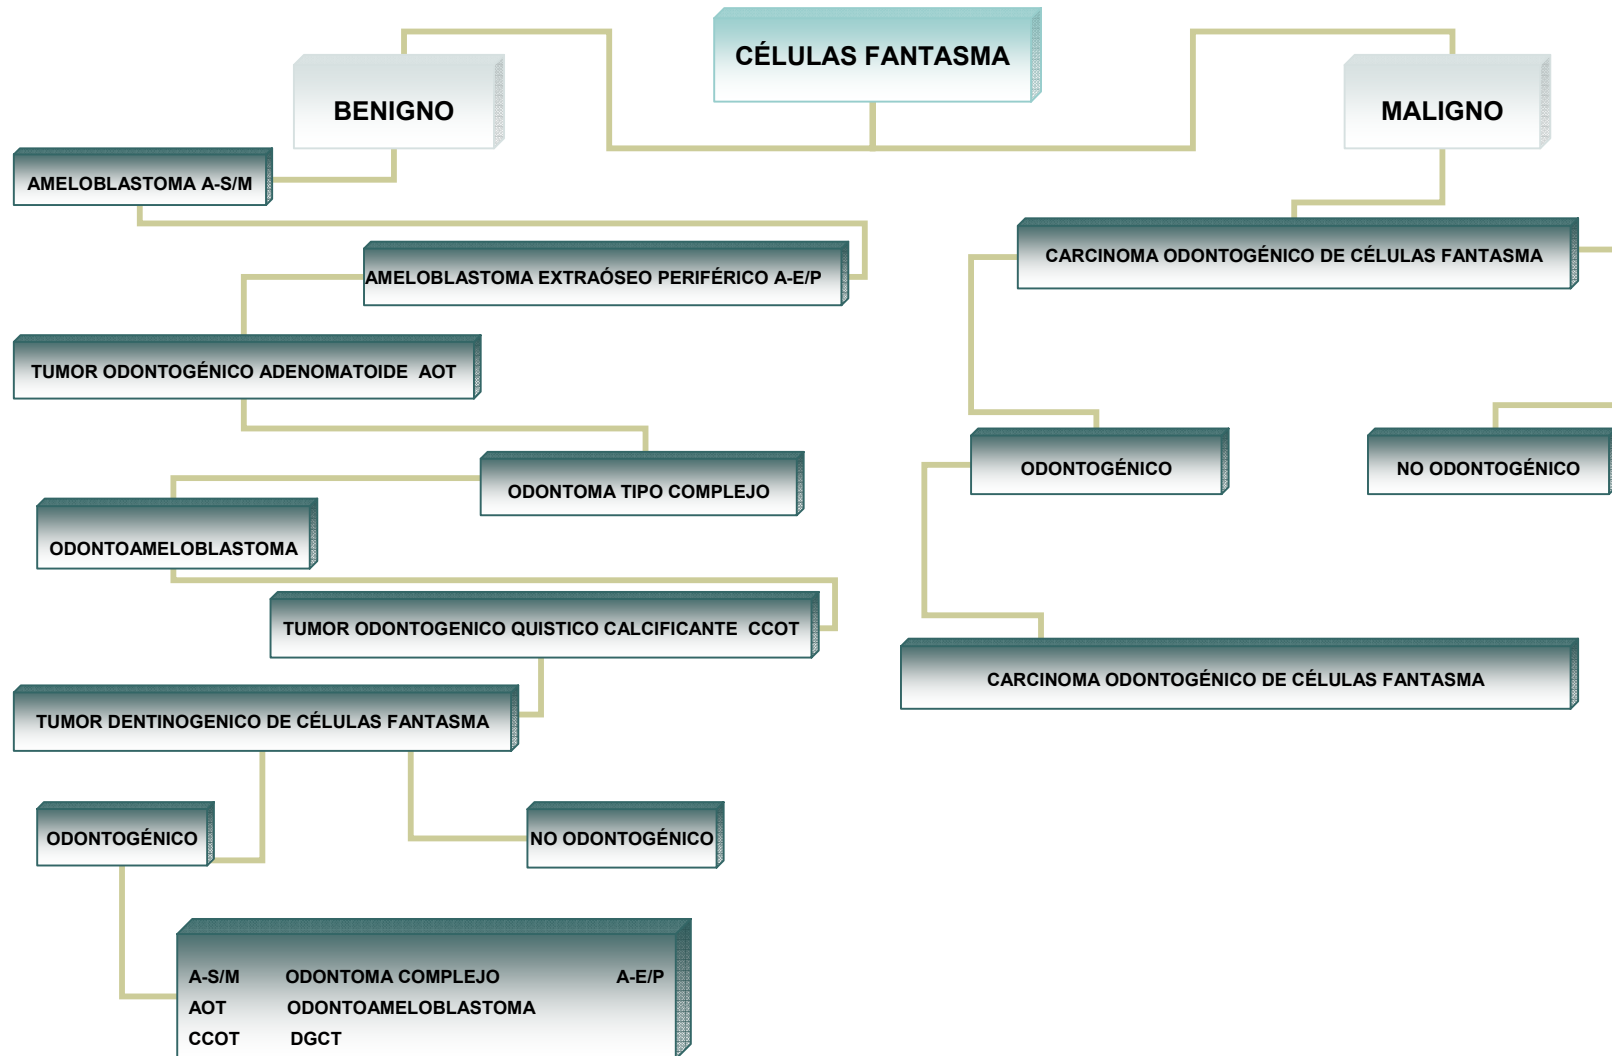 CÉLULAS FANTASMA
BENIGNO
MALIGNO
AMELOBLASTOMA A-S/M
AMELOBLASTOMA EXTRAÓSEO PERIFÉRICO A-E/P
TUMOR ODONTOGÉNICO ADENOMATOIDE AOT
ODONTOMA TIPO COMPLEJO
ODONTOAMELOBLASTOMA
TUMOR ODONTOGENICO QUISTICO CALCIFICANTE CCOT
TUMOR DENTINOGENICO DE CÉLULAS FANTASMA
ODONTOGÉNICO
NO ODONTOGÉNICO
A-S/M ODONTOMA COMPLEJO A-E/P
AOT ODONTOAMELOBLASTOMA
CCOT DGCT
CARCINOMA ODONTOGÉNICO DE CÉLULAS FANTASMA
ODONTOGÉNICO
NO ODONTOGÉNICO
CARCINOMA ODONTOGÉNICO DE CÉLULAS FANTASMA